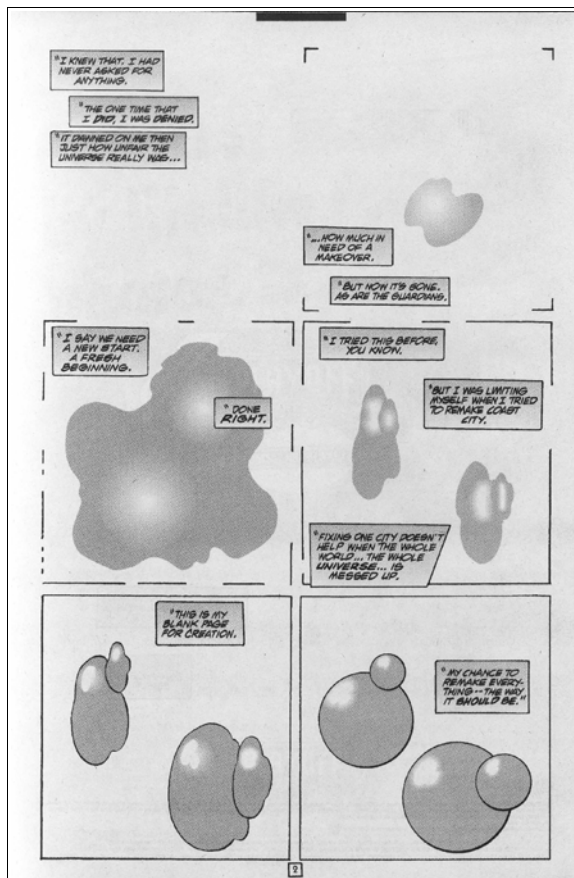 "I KNEW THAT. I HAD
NEVER ASKED FOR
ANYTHING.
"THE ONE TIME THAT
I DID, I WAS DENIED.
"IT DAWNED ON ME THEN
JUST HOW UNFAIR THE
UNIVERSE REALLY WAS...
"...HOW MUCH IN
NEED OF A
MAKEOVER.
"BUT NOW IT'S GONE.
AS ARE THE GUARDIANS.
"I SAY WE NEED
A NEW START.
A FRESH
BEGINNING.
"DONE
RIGHT.
"I TRIED THIS BEFORE,
YOU KNOW.
"BUT I WAS LIMITING
MYSELF WHEN I TRIED
TO REMAKE COAST
CITY.
"FIXING ONE CITY DOESN'T
HELP WHEN THE WHOLE
WORLD... THE WHOLE
UNIVERSE... IS
MESSED UP.
"THIS IS MY
BLANK PAGE
FOR CREATION.
"MY CHANCE TO
REMAKE EVERY-
THING--THE WAY
IT SHOULD BE."
2